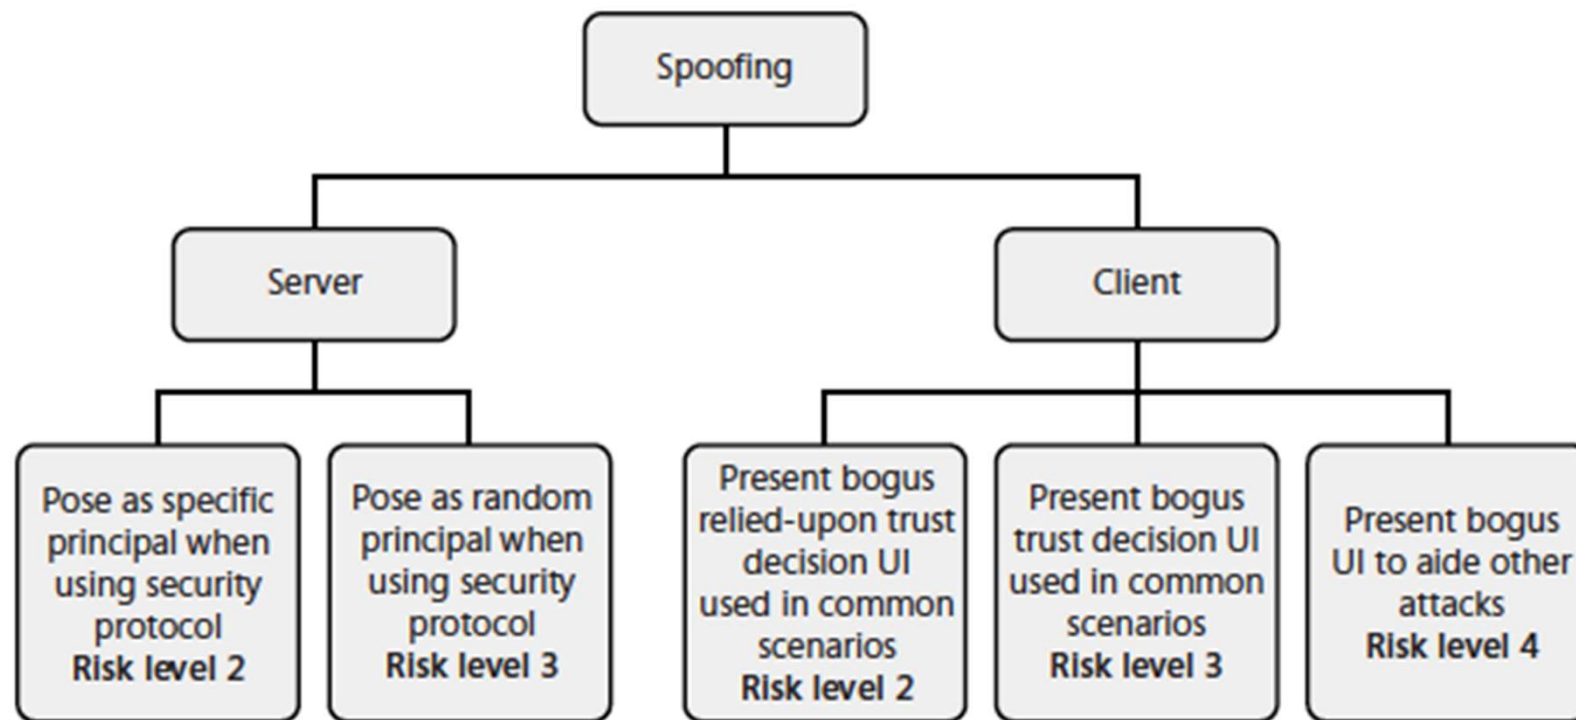 Spoofing
Server
Client
Pose as specific
principal when
using security
protocol
Risk level 2
Pose as random
principal when
using security
protocol
Risk level 3
Present bogus
relied-upon trust
decision UI
used in common
scenarios
Risk level 2
Present bogus
trust decision UI
used in common
scenarios
Risk level 3
Present bogus
UI to aide other
attacks
Risk level 4